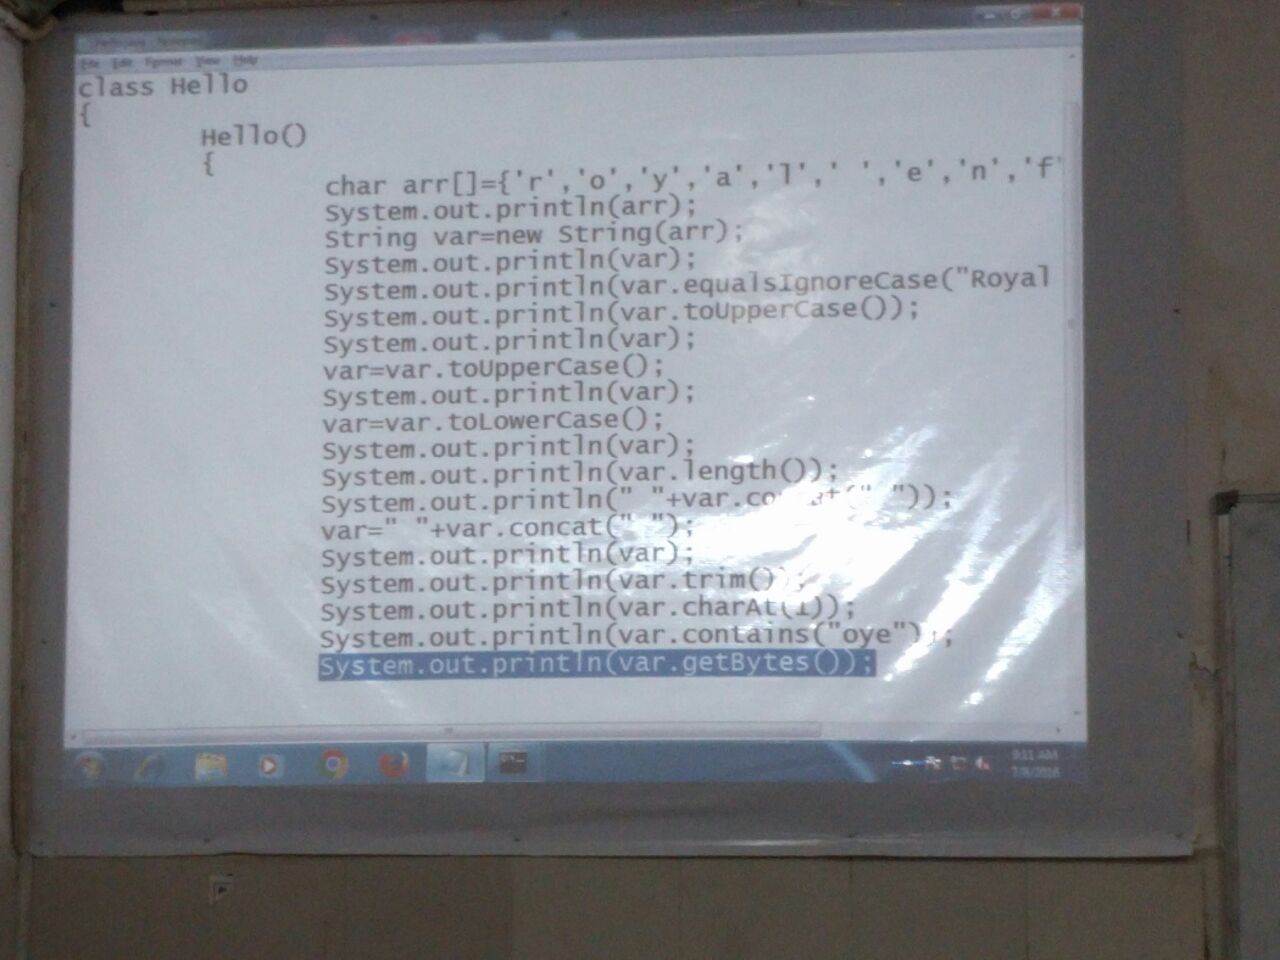 File Edit Format View Help
class Hello
{
Hello()
{
char arr[]={'r','o','y','a','l',' ','e','n','f'
System.out.println(arr);
String var=new String(arr);
System.out.println(var);
System.out.println(var.equalsIgnoreCase("Royal
System.out.println(var.toUpperCase());
System.out.println(var);
var=var.toUpperCase();
System.out.println(var);
var=var.toLowerCase();
System.out.println(var);
System.out.println(var.length());
System.out.println(" "+var.concat(" "));
var=" "+var.concat(" ");
System.out.println(var);
System.out.println(var.trim());
System.out.println(var.charAt(1));
System.out.println(var.contains("oye"));
System.out.println(var.getBytes());
9:11 AM